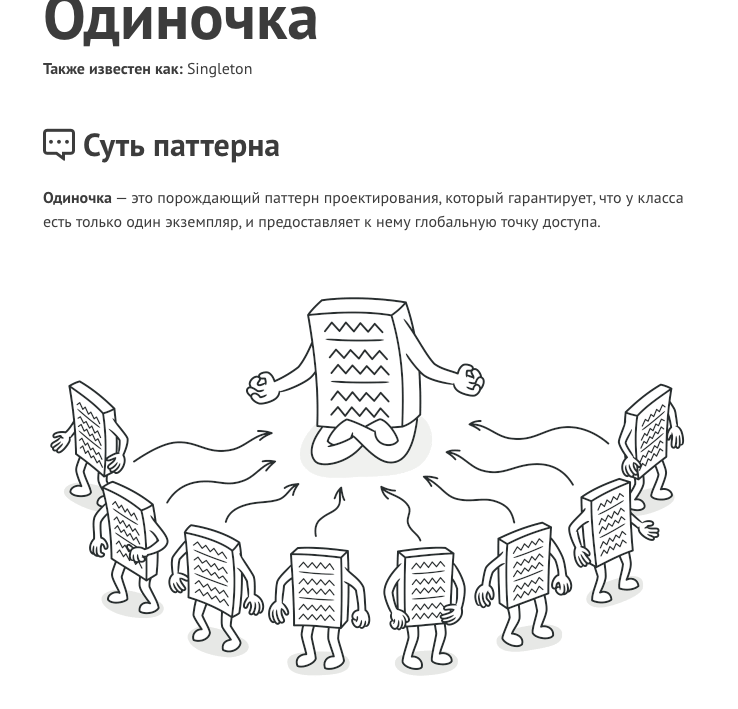 Одиночка
Также известен как: Singleton
Суть паттерна
Одиночка — это порождающий паттерн проектирования, который гарантирует, что у класса
есть только один экземпляр, и предоставляет к нему глобальную точку доступа.